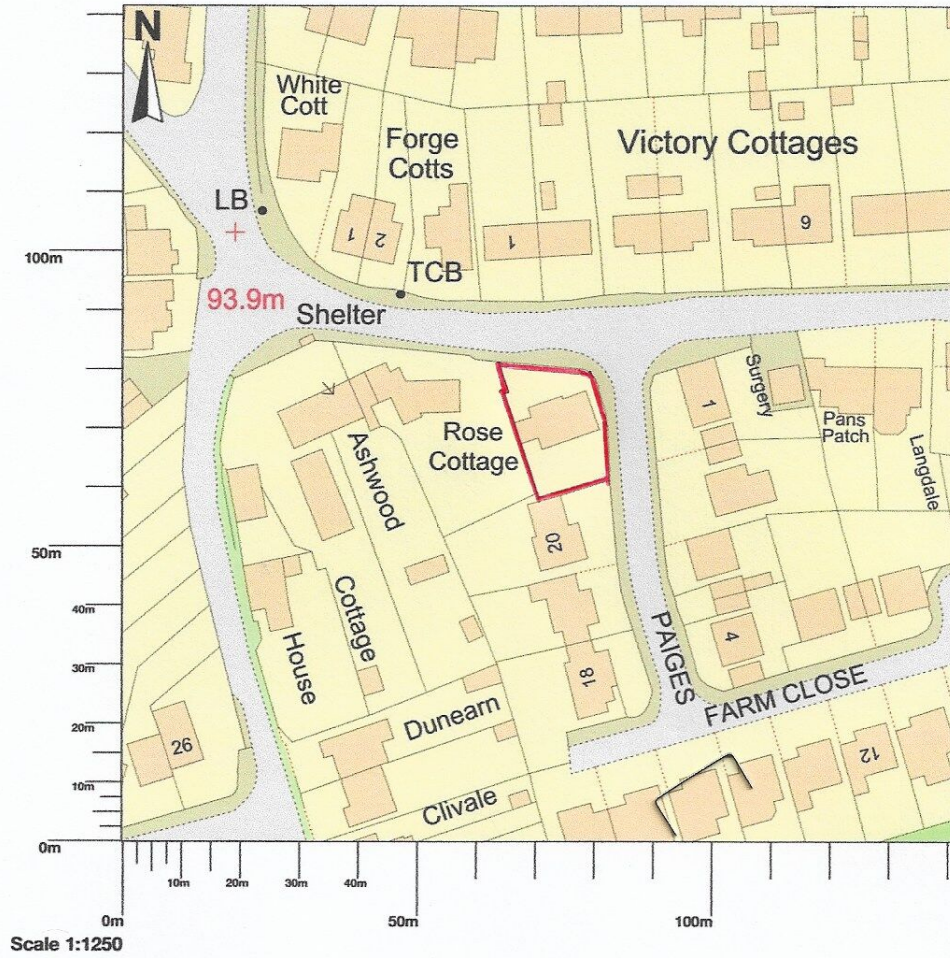 N
White
Cott
Forge
Cotts
Victory Cottages
LB
1
2
1
6
TCB
100m
93.9m
Shelter
1
Surgery
Pans
Patch
Langdale
Rose
Cottage
Ashwood
20
50m
40m
Cottage
House
PAIGES
4
30m
18
FARM CLOSE
Dunearn
20m
26
12
10m
Clivale
0m
10m
20m
30m
40m
0m
50m
100m
Scale 1:1250